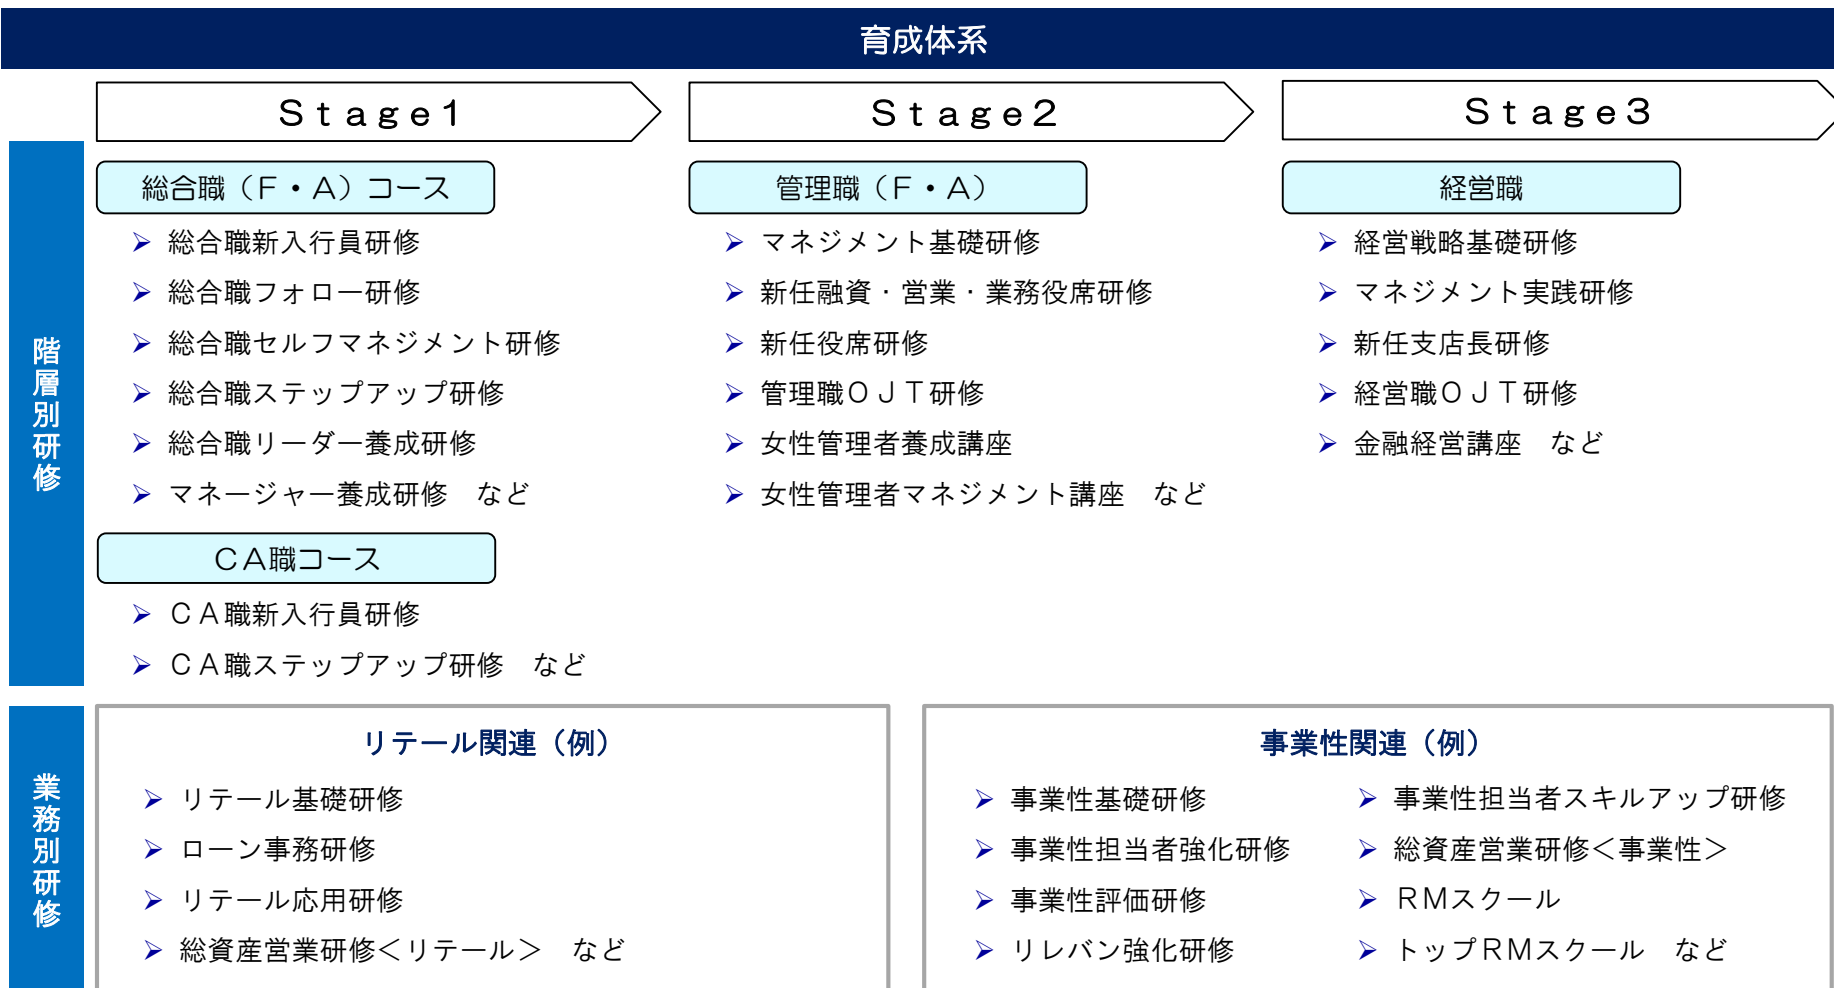 育成体系
Ｓｔａｇｅ１
Ｓｔａｇｅ２
Ｓｔａｇｅ３
階層別研修
総合職（Ｆ・Ａ）コース
総合職新入行員研修
総合職フォロー研修
総合職セルフマネジメント研修
総合職ステップアップ研修
総合職リーダー養成研修
マネージャー養成研修　など
ＣＡ職コース
ＣＡ職新入行員研修
ＣＡ職ステップアップ研修　など
管理職（Ｆ・Ａ）
マネジメント基礎研修
新任融資・営業・業務役席研修
新任役席研修
管理職ＯＪＴ研修
女性管理者養成講座
女性管理者マネジメント講座　など
経営職
経営戦略基礎研修
マネジメント実践研修
新任支店長研修
経営職ＯＪＴ研修
金融経営講座　など
業務別研修
リテール関連（例）
リテール基礎研修
ローン事務研修
リテール応用研修
総資産営業研修＜リテール＞　など
事業性関連（例）
事業性基礎研修
事業性担当者強化研修
事業性評価研修
リレバン強化研修
事業性担当者スキルアップ研修
総資産営業研修＜事業性＞
ＲＭスクール
トップＲＭスクール　など